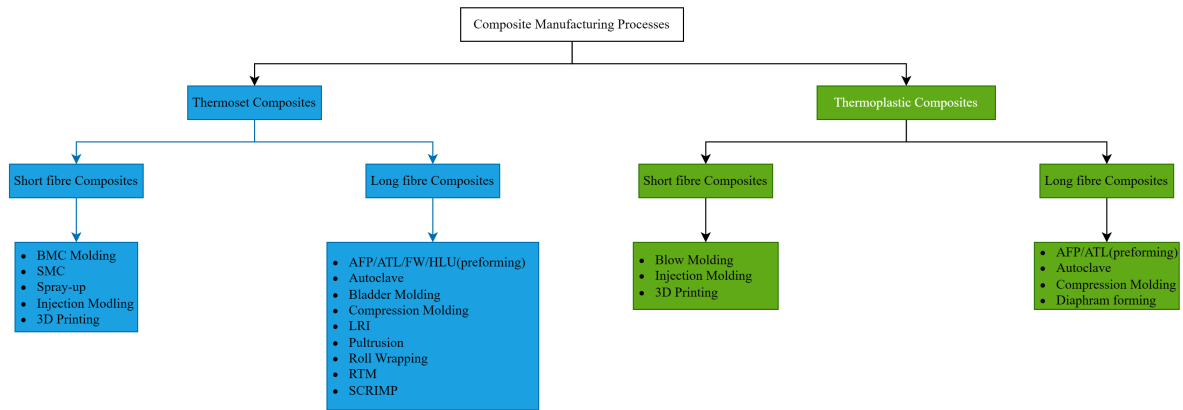 Composite Manufacturing Processes
Thermoset Composites
Thermoplastic Composites
Short fibre Composites
Long fibre Composites
Short fibre Composites
Long fibre Composites
• BMC Molding
• SMC
• Spray-up
• Injection Modling
• 3D Printing
• AFP/ATL/FW/HLU(preforming)
• Autoclave
• Bladder Molding
• Compression Molding
• LRI
• Pultrusion
• Roll Wrapping
• RTM
• SCRIMP
• Blow Molding
• Injection Molding
• 3D Printing
• AFP/ATL(preforming)
• Autoclave
• Compression Molding
• Diaphram forming